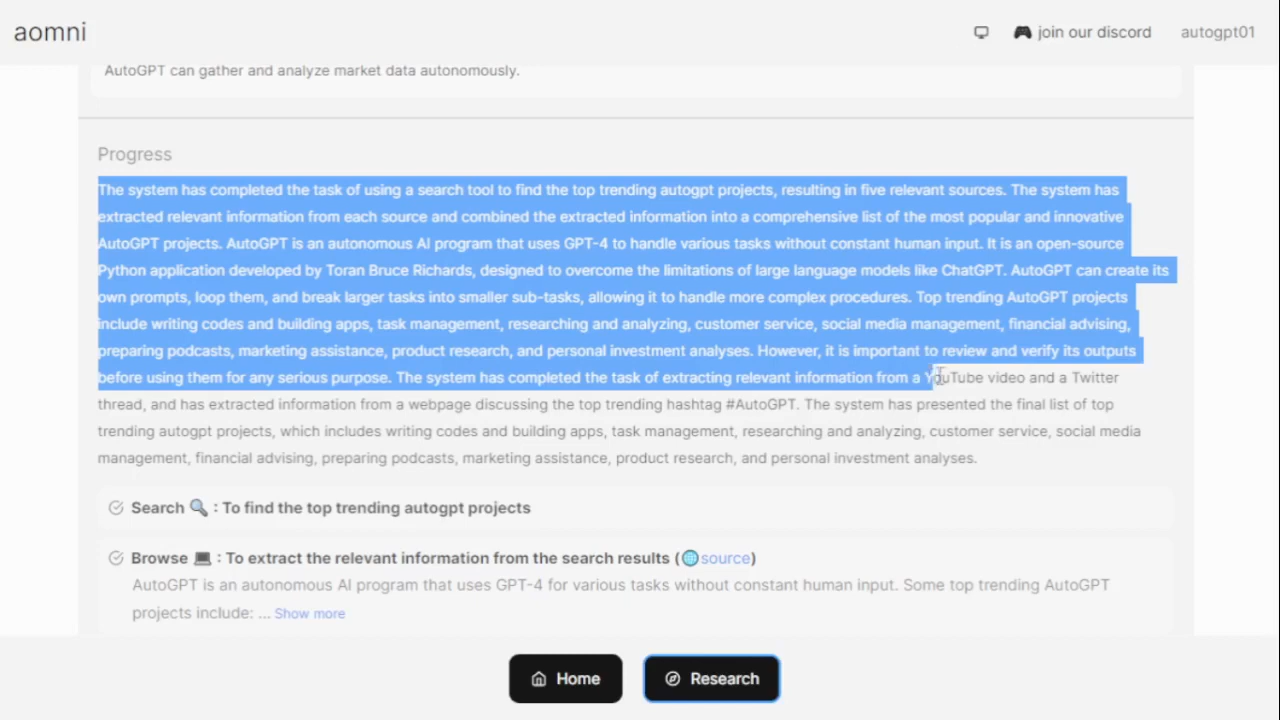 aomni
join our discord
autogpt01
AutoGPT can gather and analyze market data autonomously.
Progress
The system has completed the task of using a search tool to find the top trending autogpt projects, resulting in five relevant sources. The system has
extracted relevant information from each source and combined the extracted information into a comprehensive list of the most popular and innovative
AutoGPT projects. AutoGPT is an autonomous AI program that uses GPT-4 to handle various tasks without constant human input. It is an open-source
Python application developed by Toran Bruce Richards, designed to overcome the limitations of large language models like ChatGPT. AutoGPT can create its
own prompts, loop them, and break larger tasks into smaller sub-tasks, allowing it to handle more complex procedures. Top trending AutoGPT projects
include writing codes and building apps, task management, researching and analyzing, customer service, social media management, financial advising,
preparing podcasts, marketing assistance, product research, and personal investment analyses. However, it is important to review and verify its outputs
before using them for any serious purpose. The system has completed the task of extracting relevant information from a YouTube video and a Twitter
thread, and has extracted information from a webpage discussing the top trending hashtag #AutoGPT. The system has presented the final list of top
trending autogpt projects, which includes writing codes and building apps, task management, researching and analyzing, customer service, social media
management, financial advising, preparing podcasts, marketing assistance, product research, and personal investment analyses.
Search 🔍 : To find the top trending autogpt projects
Browse 💻 : To extract the relevant information from the search results (🌐source)
AutoGPT is an autonomous AI program that uses GPT-4 for various tasks without constant human input. Some top trending AutoGPT
projects include: ... Show more
Home
Research